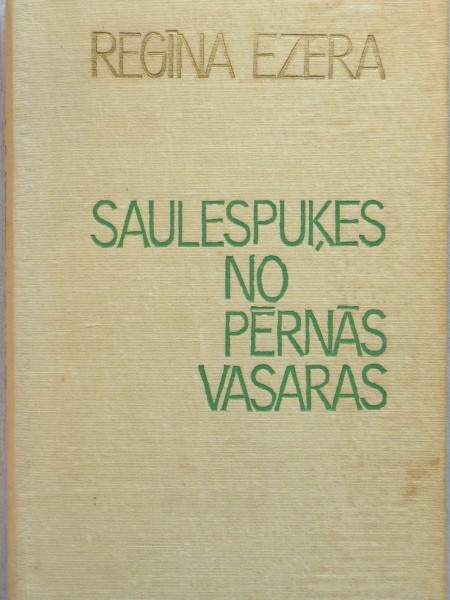 REGĪNA EZERA
SAULESPUĶES
NO
PĒRNĀS
VASARAS